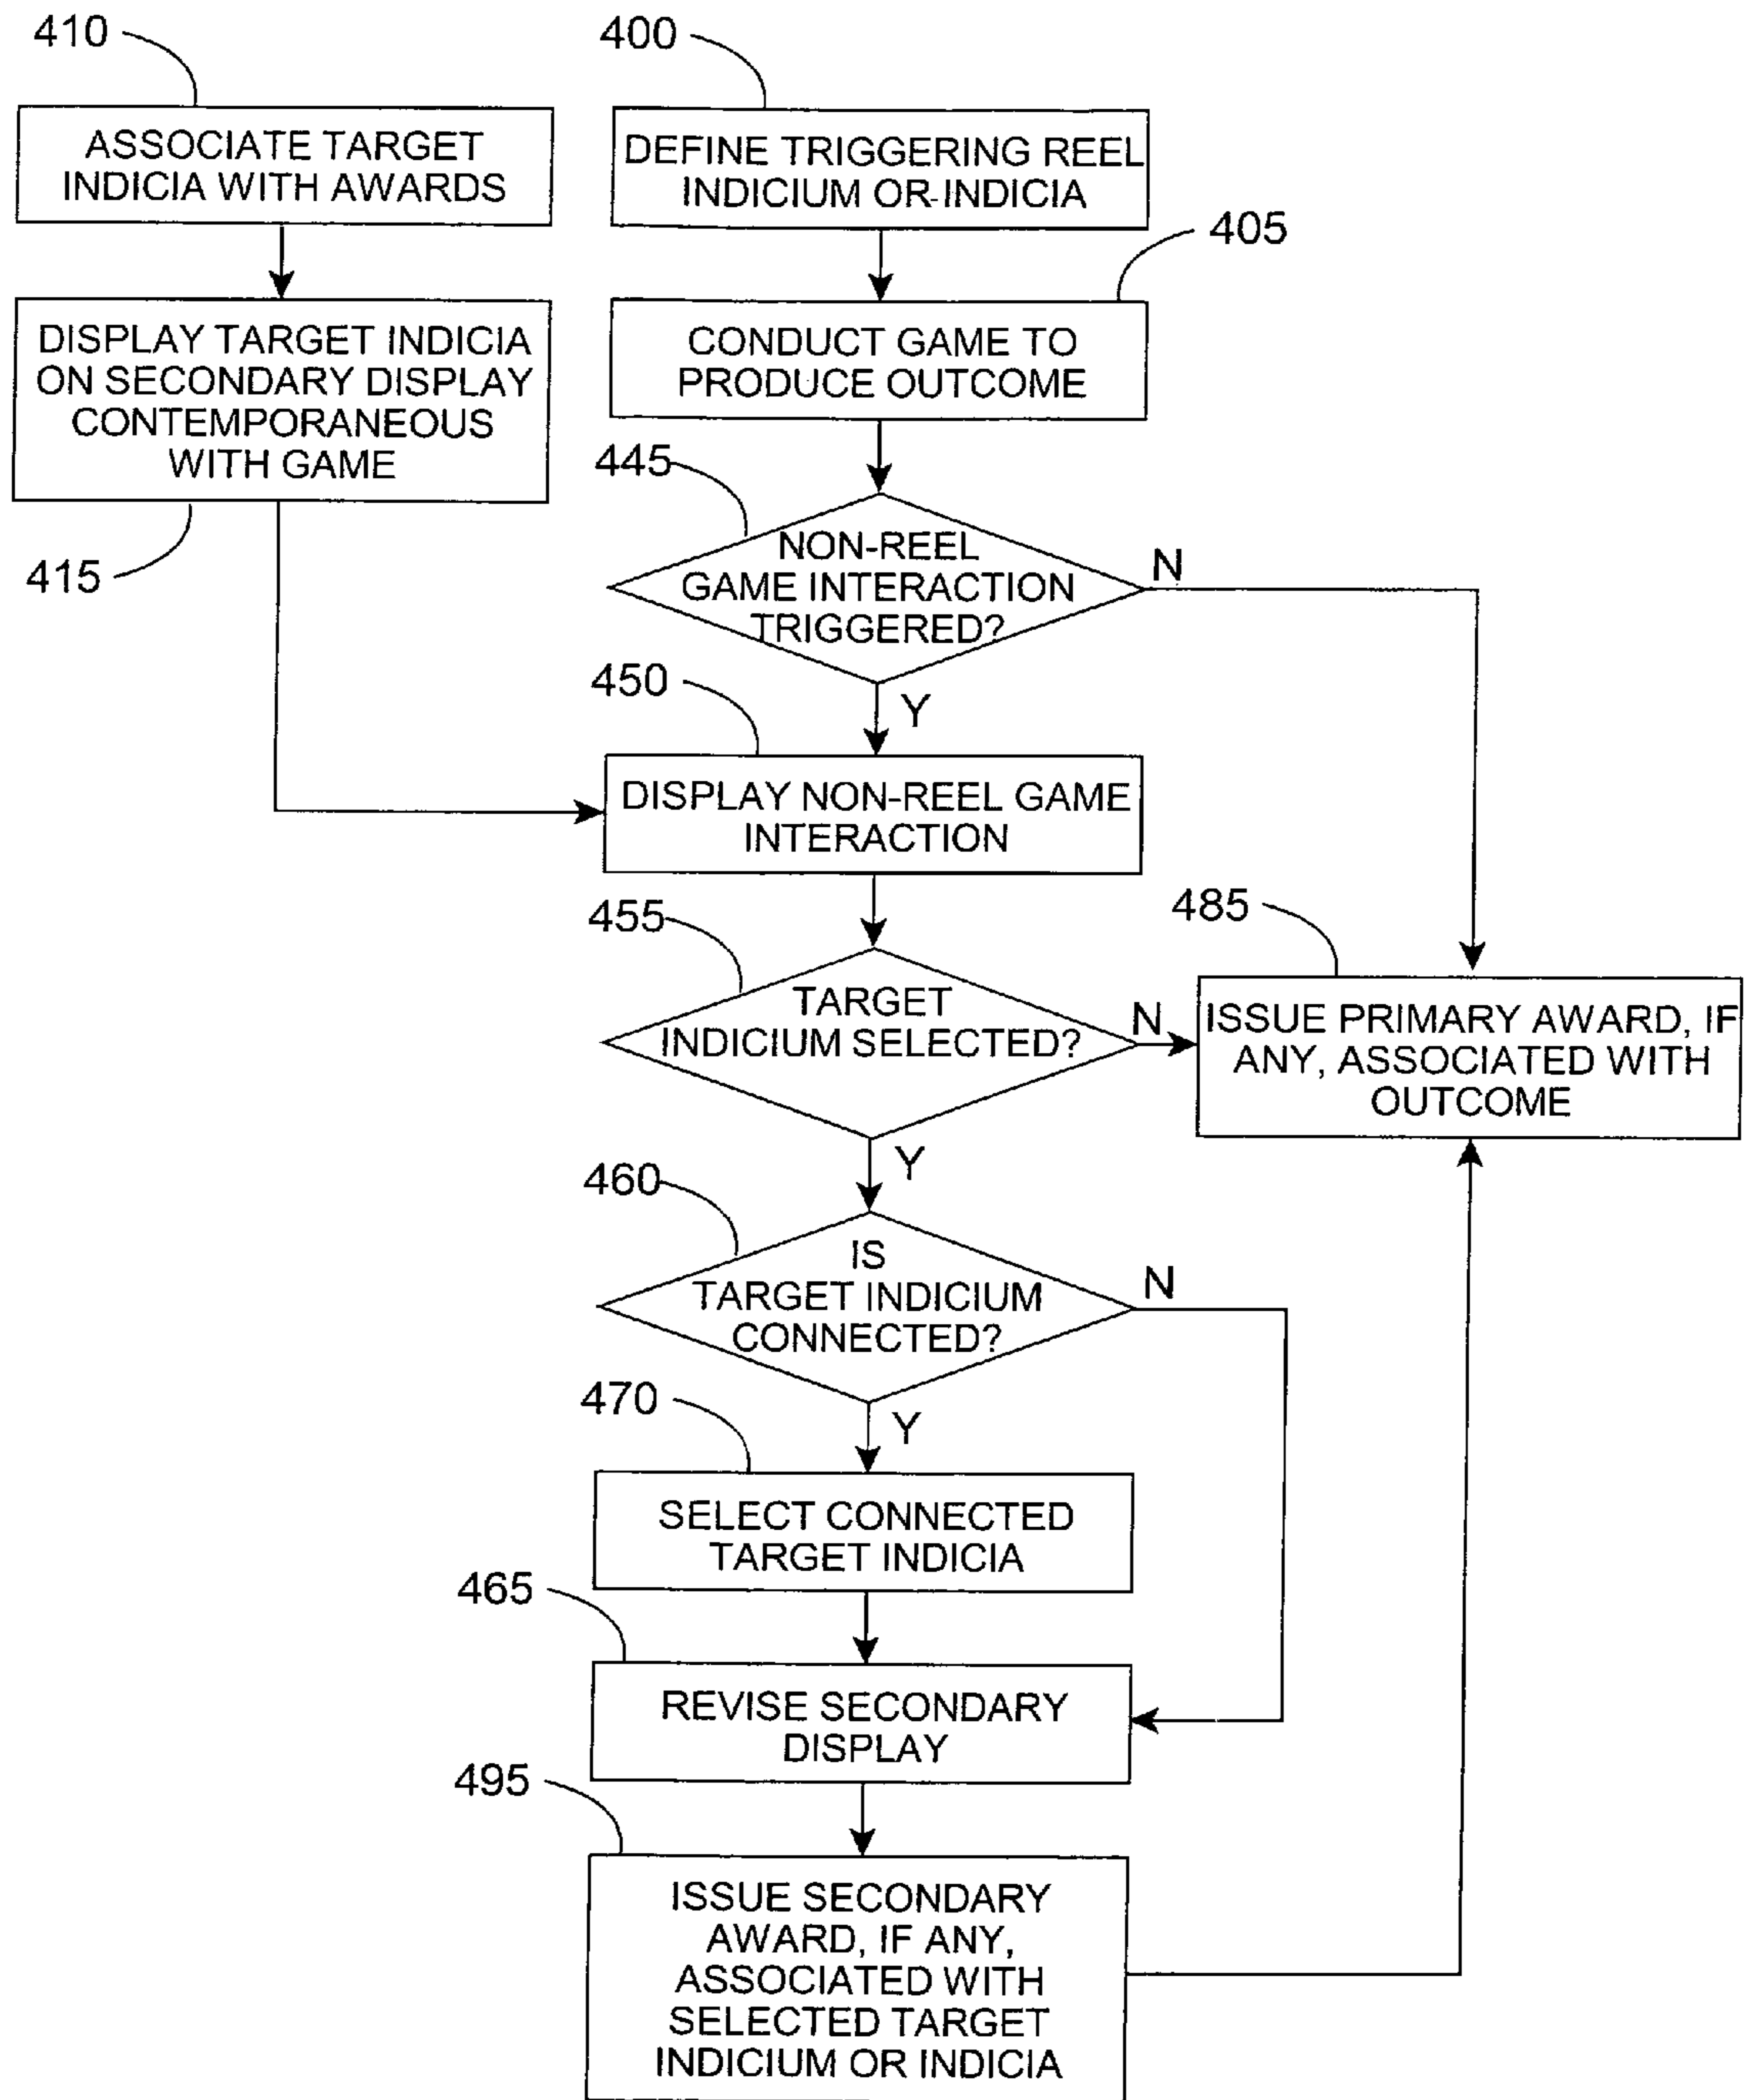 410
400
ASSOCIATE TARGET
INDICIA WITH AWARDS
DEFINE TRIGGERING REEL
INDICIUM OR INDICIA
405
DISPLAY TARGET INDICIA
ON SECONDARY DISPLAY
CONTEMPORANEOUS
WITH GAME
415
CONDUCT GAME TO
PRODUCE OUTCOME
445
NON-REEL
GAME INTERACTION
TRIGGERED?
N
Y
450
DISPLAY NON-REEL GAME
INTERACTION
455
TARGET
INDICIUM SELECTED?
N
Y
485
ISSUE PRIMARY AWARD, IF
ANY, ASSOCIATED WITH
OUTCOME
460
IS
TARGET INDICIUM
CONNECTED?
N
Y
470
SELECT CONNECTED
TARGET INDICIA
465
REVISE SECONDARY
DISPLAY
495
ISSUE SECONDARY
AWARD, IF ANY,
ASSOCIATED WITH
SELECTED TARGET
INDICIUM OR INDICIA